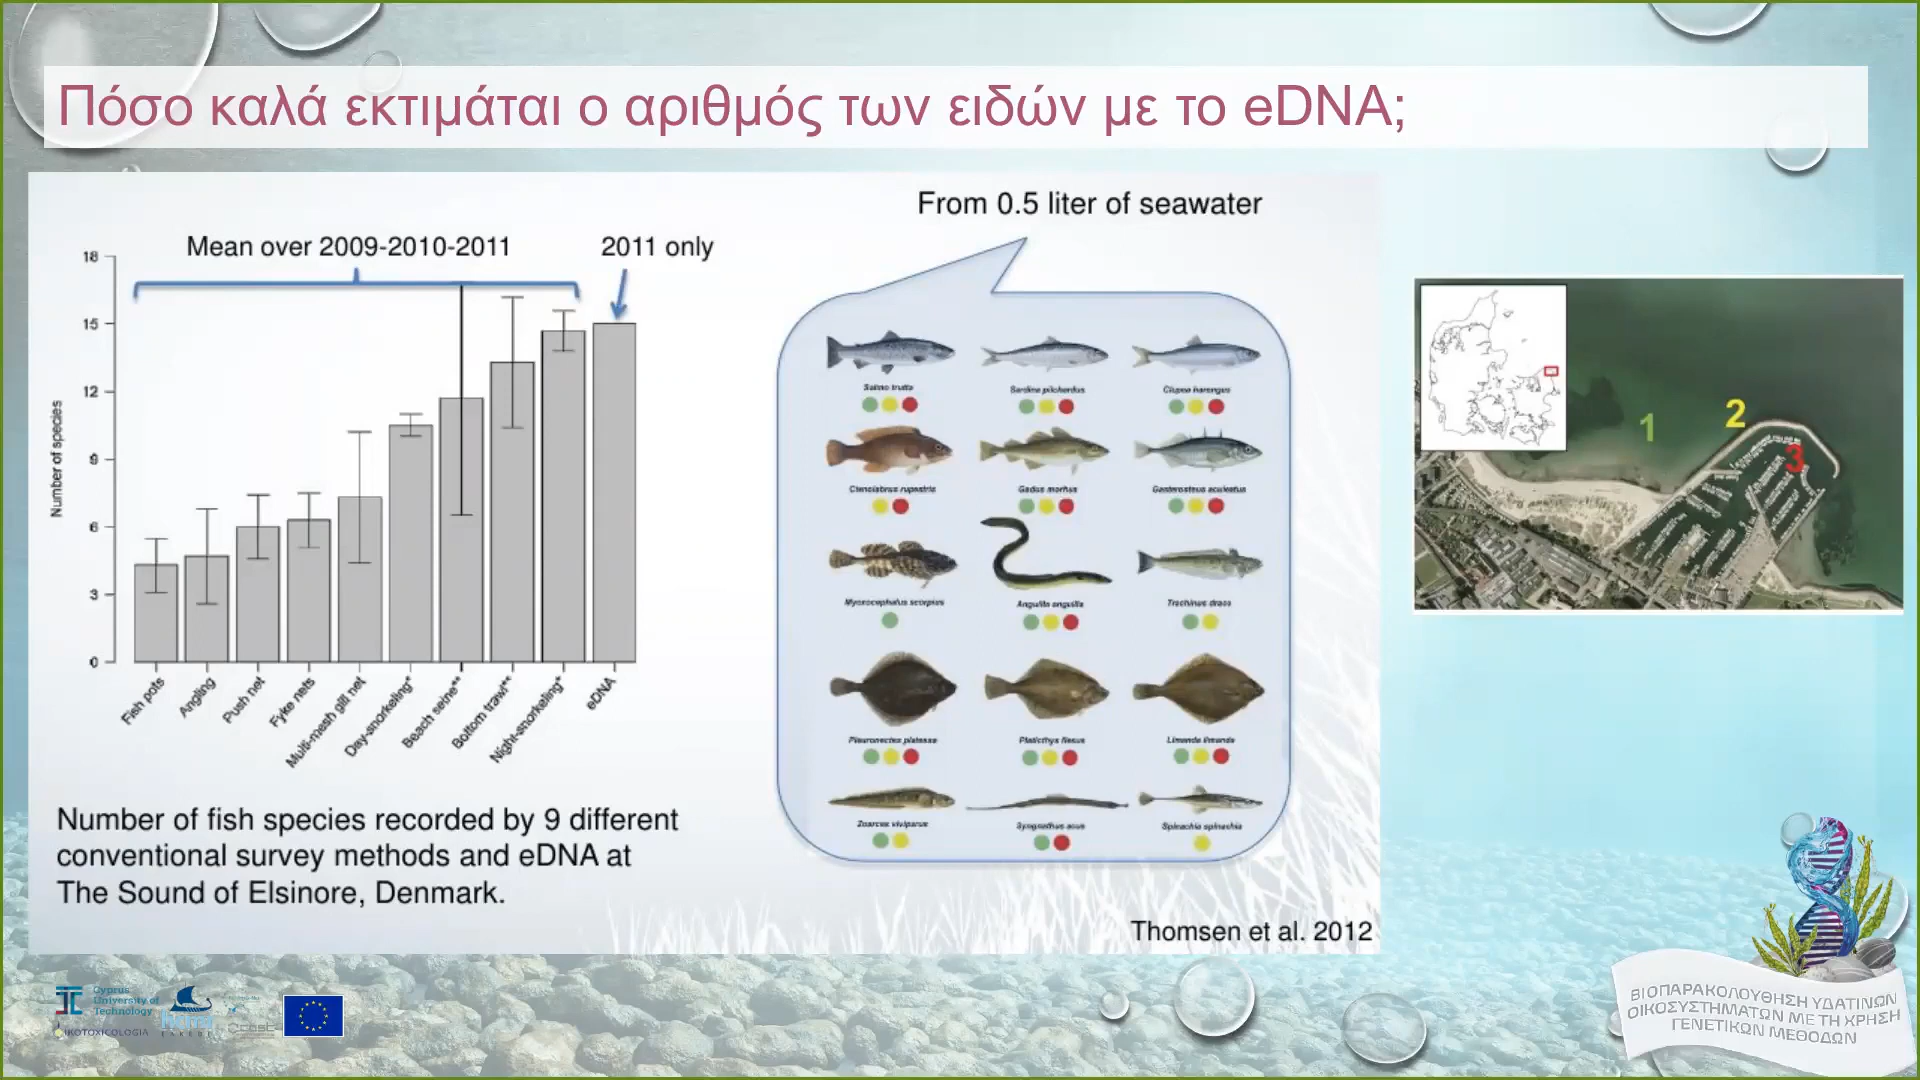 Πόσο καλά εκτιμάται ο αριθμός των ειδών με το eDNA;
From 0.5 liter of seawater
Mean over 2009-2010-2011
2011 only
Number of species
18
15
12
9
6
3
0
Fish pots
Angling
Push net
Fyke nets
Multi-mesh gill net
Day-snorkeling*
Beach seine**
Bottom trawl**
Night-snorkeling*
eDNA
Number of fish species recorded by 9 different
conventional survey methods and eDNA at
The Sound of Elsinore, Denmark.
Salmo trutta
Sardina pilchardus
Clupea harengus
Ctenolabrus rupestris
Gadus morhua
Gasterosteus aculeatus
Myoxocephalus scorpius
Anguilla anguilla
Trachinus draco
Pleuronectes platessa
Platicthys flesus
Limanda limanda
Zoarces viviparus
Syngnathus acus
Spinachia spinachia
Thomsen et al. 2012
1
2
3
Cyprus
University of
Technology
ΒΙΟΠΑΡΑΚΟΛΟΥΘΗΣΗ ΥΔΑΤΙΝΩΝ
ΟΙΚΟΣΥΣΤΗΜΑΤΩΝ ΜΕ ΤΗ ΧΡΗΣΗ
ΓΕΝΕΤΙΚΩΝ ΜΕΘΟΔΩΝ